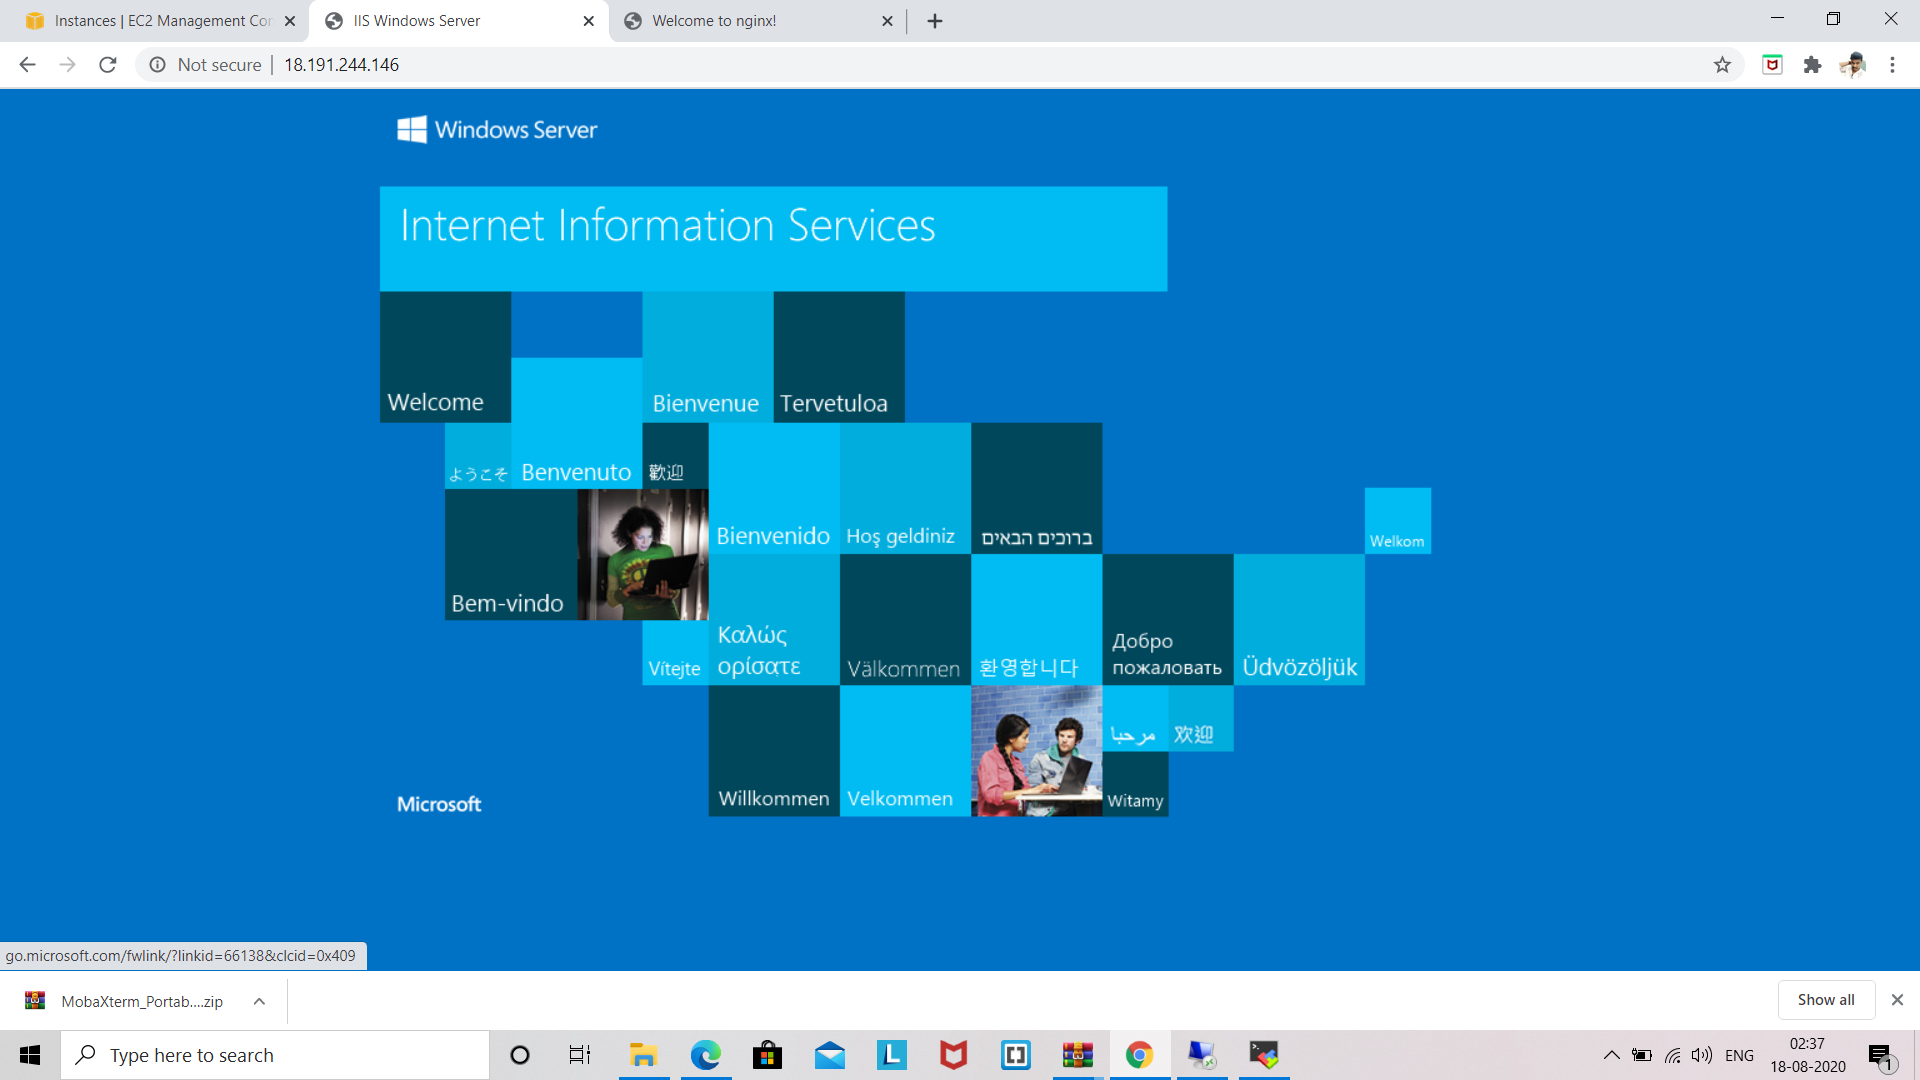 Instances | EC2 Management Con
IIS Windows Server
Welcome to nginx!
Not secure
18.191.244.146
Windows Server
Internet Information Services
Welcome
Bienvenue
Tervetuloa
ようこそ
Benvenuto
歡迎
Bienvenido
Hoş geldiniz
ברוכים הבאים
Welkom
Bem-vindo
Vítejte
Καλώς
ορίσατε
Välkommen
환영합니다
Добро
пожаловать
Üdvözöljük
Willkommen
Velkommen
مرحبا
欢迎
Witamy
Microsoft
go.microsoft.com/fwlink/?linkid=66138&clcid=0x409
MobaXterm_Portab....zip
Show all
Type here to search
L
ENG
02:37
18-08-2020
1